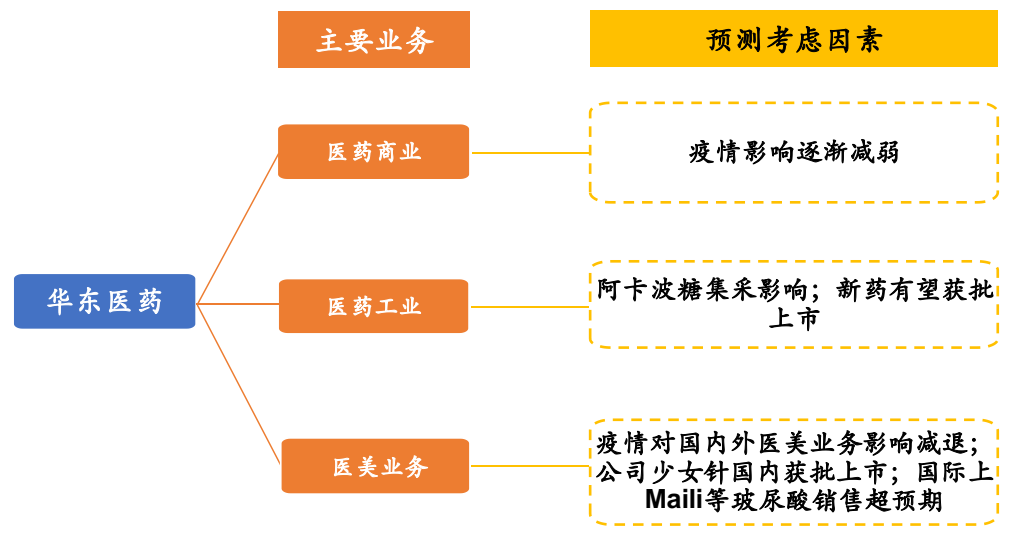 主要业务
预测考虑因素
医药商业
疫情影响逐渐减弱
华东医药
医药工业
阿卡波糖集采影响；新药有望获批
上市
医美业务
疫情对国内外医美业务影响减退；
公司少女针国内获批上市；国际上
Maili等玻尿酸销售超预期